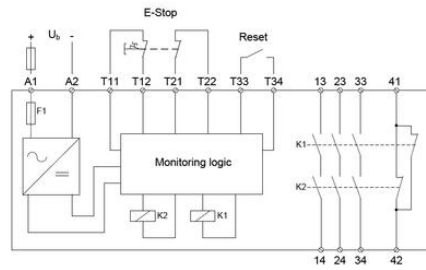 E-Stop
+ Ub -
Reset
A1 A2 T11 T12 T21 T22 T33 T34 13 23 33 41
F1
K1
Monitoring logic
K2
K2 K1
14 24 34 42